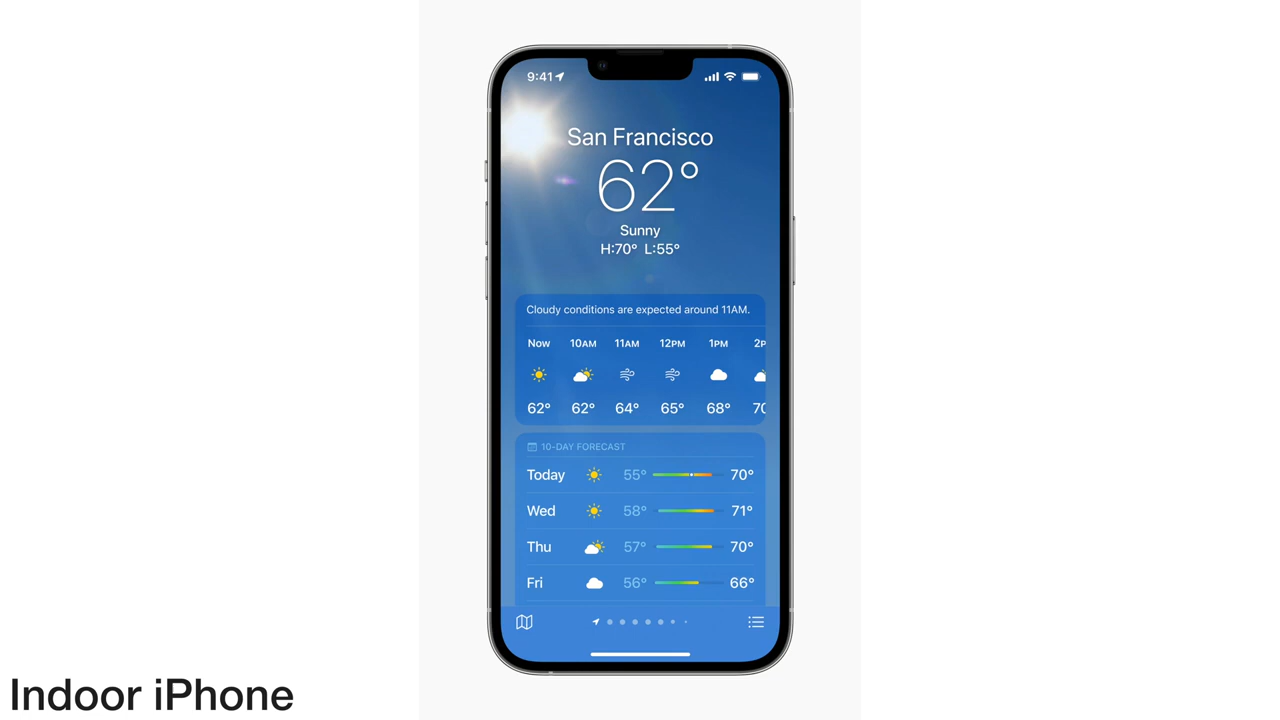 9:41
San Francisco
62°
Sunny
H:70° L:55°
Cloudy conditions are expected around 11AM.
Now 10AM 11AM 12PM 1PM 2P
62° 62° 64° 65° 68° 70
10-DAY FORECAST
Today 55° 70°
Wed 58° 71°
Thu 57° 70°
Fri 56° 66°
Indoor iPhone